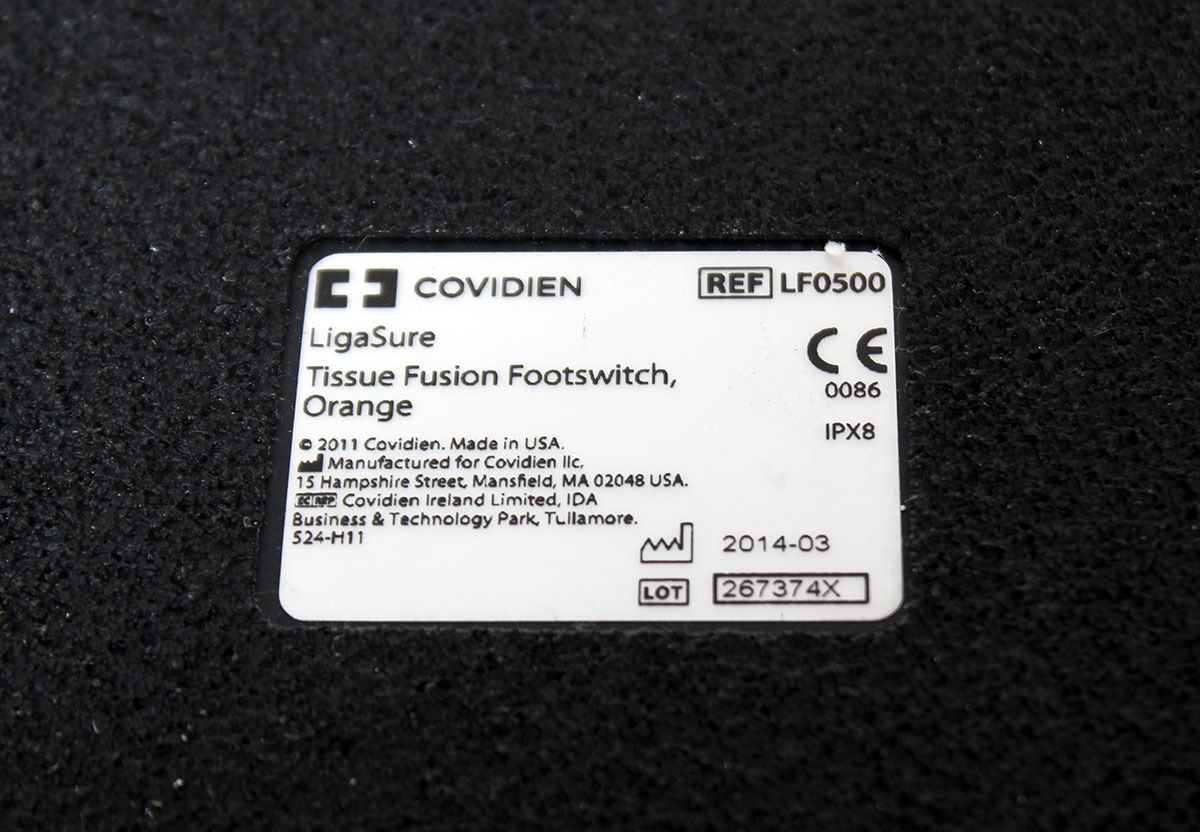 COVIDIEN
REF LF0500
LigaSure
Tissue Fusion Footswitch,
Orange
CE
0086
IPX8
© 2011 Covidien. Made in USA.
Manufactured for Covidien llc,
15 Hampshire Street, Mansfield, MA 02048 USA.
EC REP Covidien Ireland Limited, IDA
Business & Technology Park, Tullamore.
524-H11
2014-03
LOT 267374X